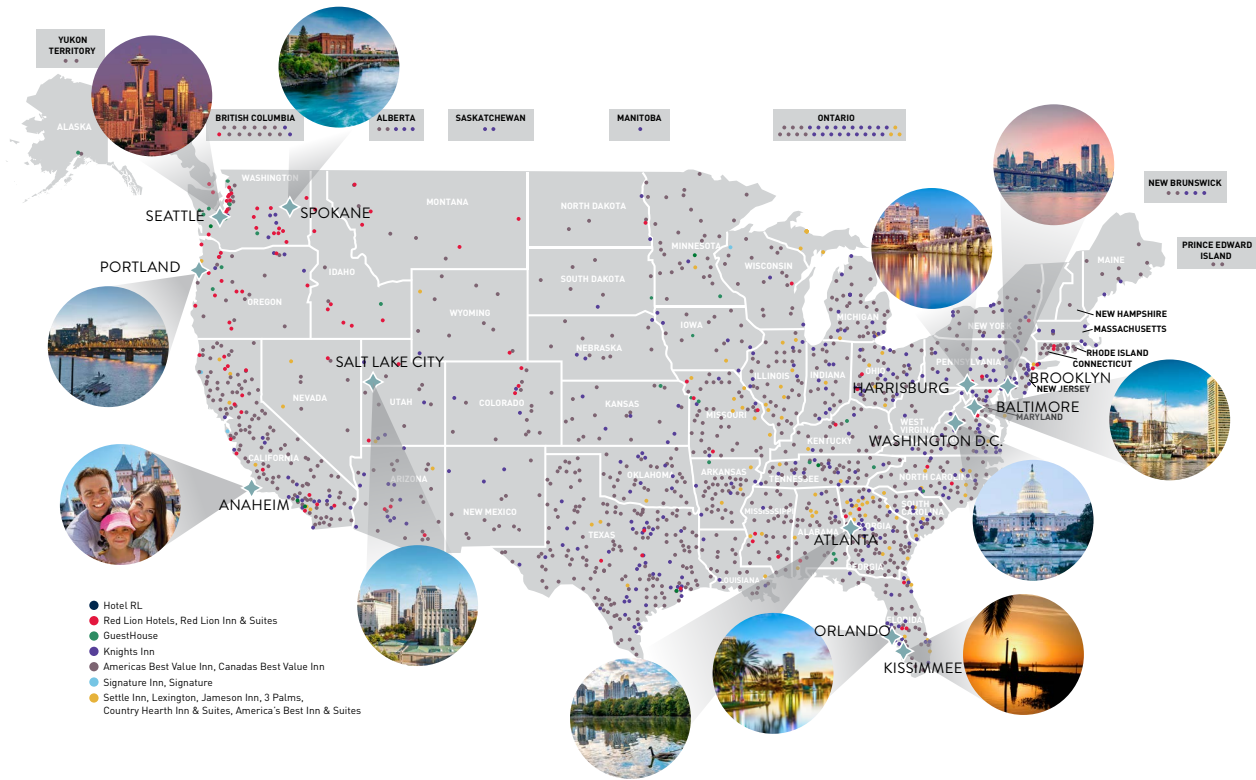 YUKON
TERRITORY
ALASKA
BRITISH COLUMBIA
ALBERTA
SASKATCHEWAN
MANITOBA
ONTARIO
NEW BRUNSWICK
PRINCE EDWARD
ISLAND
WASHINGTON
SEATTLE
SPOKANE
MONTANA
NORTH DAKOTA
MINNESOTA
WISCONSIN
MAINE
PORTLAND
IDAHO
OREGON
SOUTH DAKOTA
WYOMING
IOWA
MICHIGAN
NEW YORK
NEW HAMPSHIRE
MASSACHUSETTS
RHODE ISLAND
CONNECTICUT
NEBRASKA
SALT LAKE CITY
NEVADA
UTAH
COLORADO
KANSAS
MISSOURI
ILLINOIS
INDIANA
OHIO
PENNSYLVANIA
HARRISBURG
BROOKLYN
NEW JERSEY
BALTIMORE
MARYLAND
WEST
VIRGINIA
WASHINGTON D.C.
KENTUCKY
CALIFORNIA
ANAHEIM
ARIZONA
NEW MEXICO
OKLAHOMA
ARKANSAS
TENNESSEE
NORTH CAROLINA
SOUTH
CAROLINA
TEXAS
MISSISSIPPI
ALABAMA
GEORGIA
ATLANTA
GEORGIA
LOUISIANA
FLORIDA
ORLANDO
KISSIMMEE
Hotel RL
Red Lion Hotels, Red Lion Inn & Suites
GuestHouse
Knights Inn
Americas Best Value Inn, Canadas Best Value Inn
Signature Inn, Signature
Settle Inn, Lexington, Jameson Inn, 3 Palms,
Country Hearth Inn & Suites, America's Best Inn & Suites